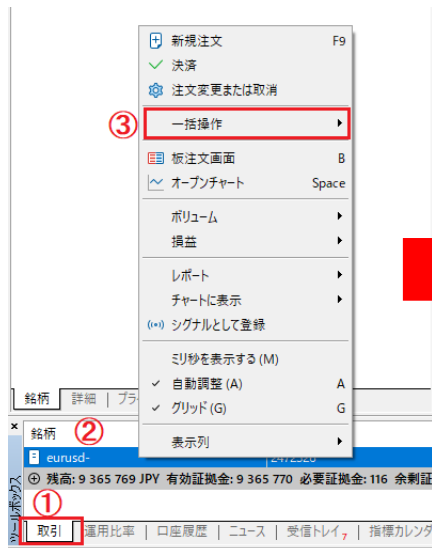 新規注文 F9
決済
注文変更または取消
③ 一括操作
板注文画面 B
オープンチャート Space
ボリューム
損益
レポート
チャートに表示
シグナルとして登録
ミリ秒を表示する (M)
自動調整 (A) A
グリッド (G) G
表示列
銘柄 | 詳細 | プラ
銘柄 ②
eurusd-
残高: 9 365 769 JPY 有効証拠金: 9 365 770 必要証拠金: 116 余剰証
ツールボックス
①
取引 | 運用比率 | 口座履歴 | ニュース | 受信トレイ 7 | 指標カレンダ